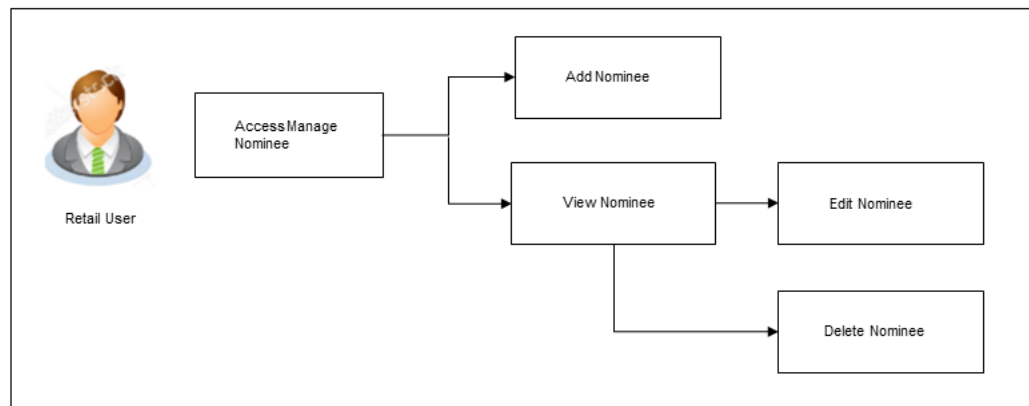 Add Nominee
Access Manage
Nominee
View Nominee
Edit Nominee
Retail User
Delete Nominee